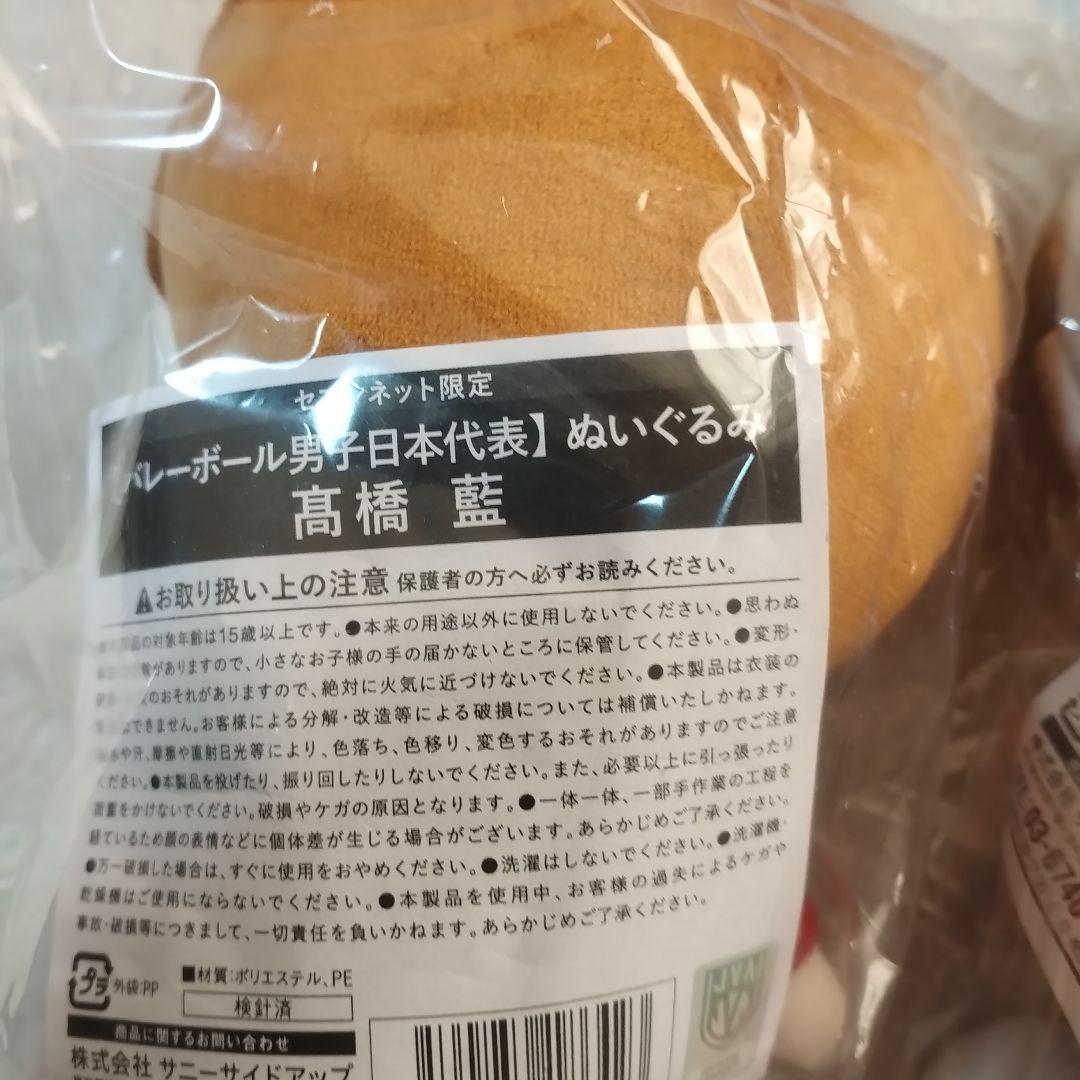 セブンネット限定
バレーボール男子日本代表】ぬいぐるみ
髙橋 藍
⚠お取り扱い上の注意 保護者の方へ必ずお読みください。
品の対象年齢は15歳以上です。●本来の用途以外に使用しないでください。●思わぬ
がありますので、小さなお子様の手の届かないところに保管してください。●変形・
のおそれがありますので、絶対に火気に近づけないでください。●本製品は衣装の
できません。お客様による分解・改造等による破損については補償いたしかねます。
や汗、摩擦や直射日光等により、色落ち、色移り、変色するおそれがありますのでご注意
ください。●本製品を投げたり、振り回したりしないでください。また、必要以上に引っ張ったり
荷重をかけないでください。破損やケガの原因となります。●一体一体、一部手作業の工程を
経ているため顔の表情などに個体差が生じる場合がございます。あらかじめご了承ください。
●万一破損した場合は、すぐに使用をおやめください。●洗濯はしないでください。●洗濯機・
乾燥機はご使用にならないでください。●本製品を使用中、お客様の過失によるケガや
事故・破損等につきまして、一切責任を負いかねます。あらかじめご了承ください。
プラ 外袋:PP
■材質:ポリエステル、PE
検針済
商品に関するお問い合わせ
株式会社 サニーサイドアップ
JVA
株式会社
03-6740